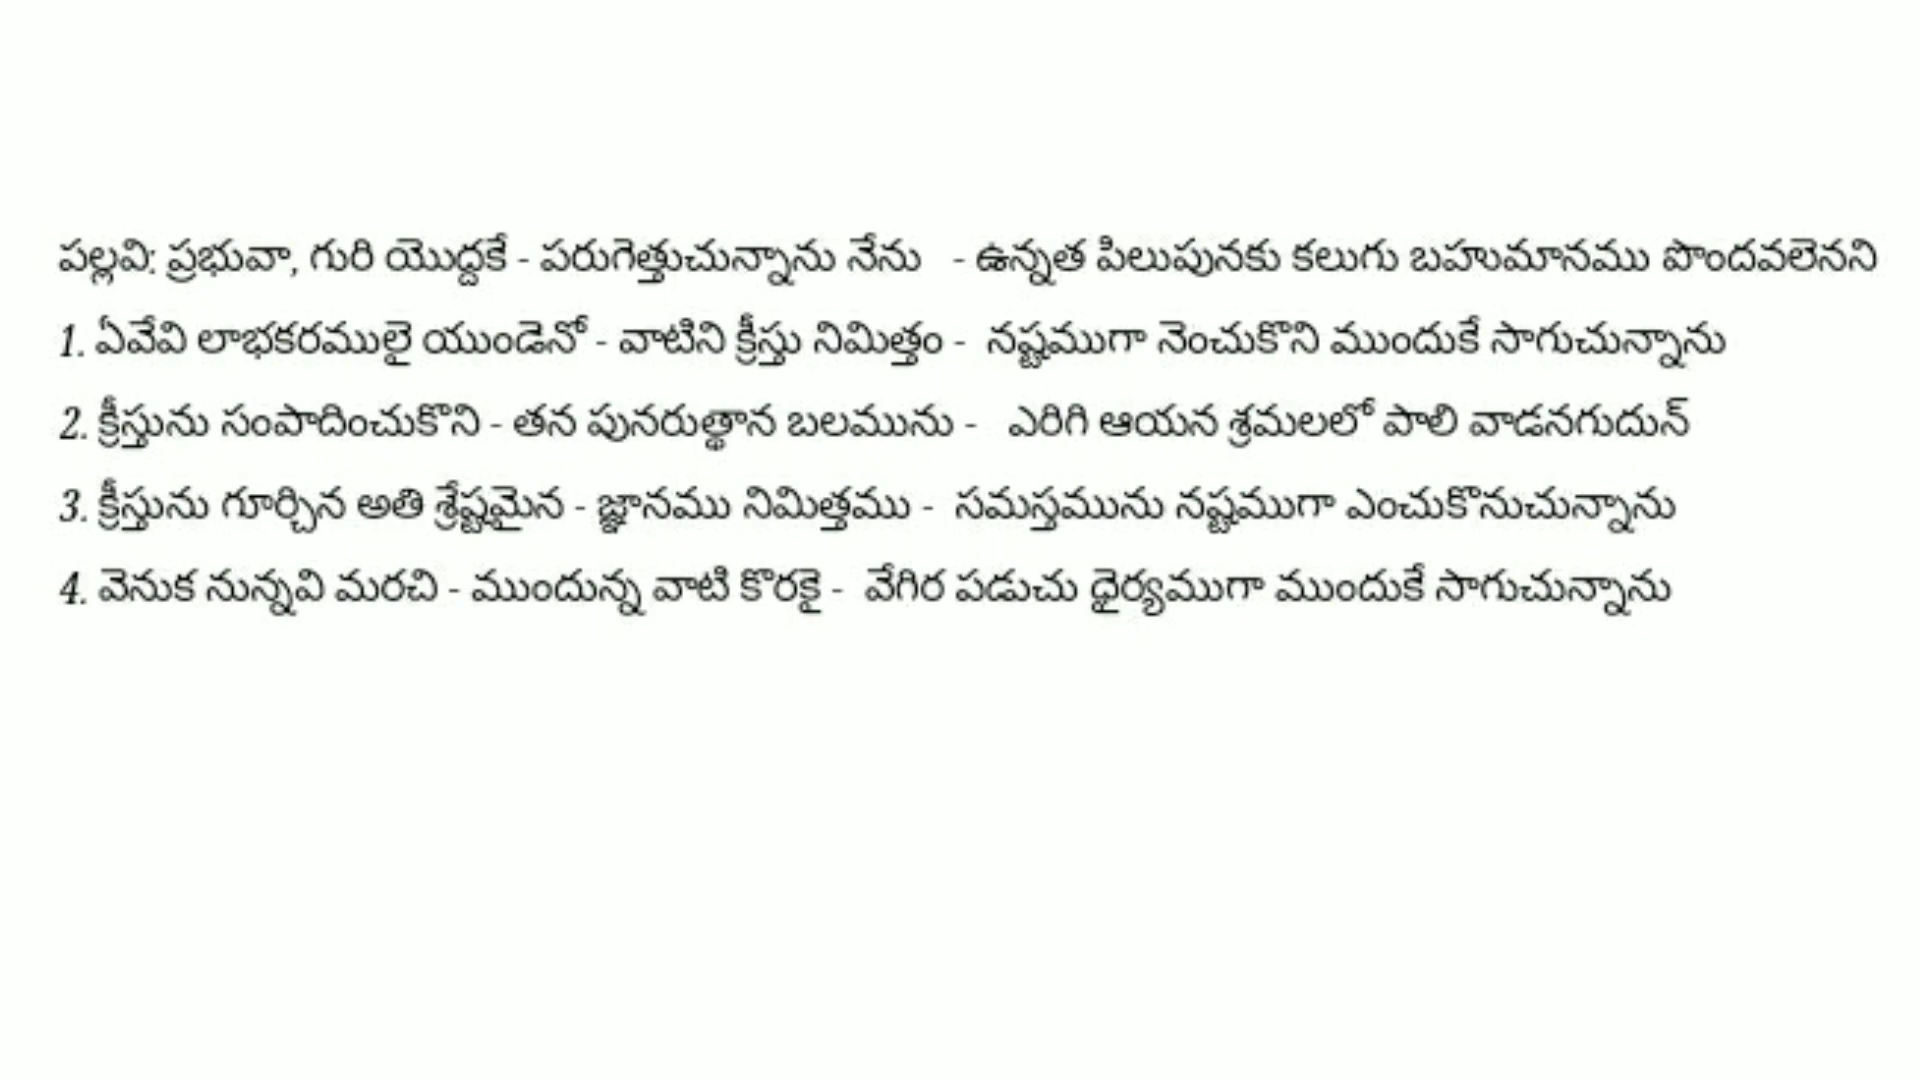 పల్లవి: ప్రభువా, గురి యొద్దకే - పరుగెత్తుచున్నాను నేను - ఉన్నత పిలుపునకు కలుగు బహుమానము పొందవలెనని
1. ఏవేవి లాభకరములై యుండెనో - వాటిని క్రీస్తు నిమిత్తం - నష్టముగా నెంచుకొని ముందుకే సాగుచున్నాను
2. క్రీస్తును సంపాదించుకొని - తన పునరుత్థాన బలమును - ఎరిగి ఆయన శ్రమలలో పాలి వాడనగుదున్
3. క్రీస్తును గూర్చిన అతి శ్రేష్టమైన - జ్ఞానము నిమిత్తము - సమస్తమును నష్టముగా ఎంచుకొనుచున్నాను
4. వెనుక నున్నవి మరచి - ముందున్న వాటి కొరకై - వేగిర పడుచు ధైర్యముగా ముందుకే సాగుచున్నాను